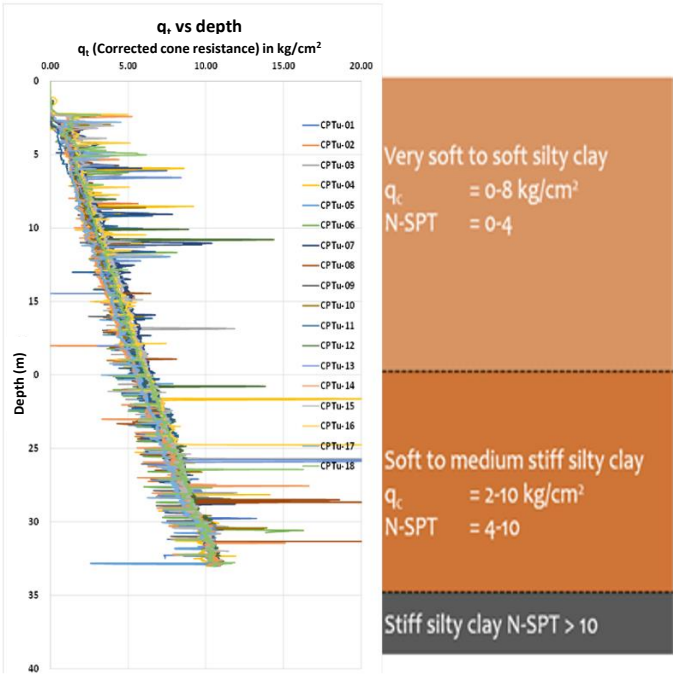 qₜ vs depth
qₜ (Corrected cone resistance) in kg/cm²
0.00 5.00 10.00 15.00 20.00
0
5
10
15
0
25
30
35
40
Depth (m)
CPTu-01
CPTu-02
CPTu-03
CPTu-04
CPTu-05
CPTu-06
CPTu-07
CPTu-08
CPTu-09
CPTu-10
CPTu-11
CPTu-12
CPTu-13
CPTu-14
CPTu-15
CPTu-16
CPTu-17
CPTu-18
Very soft to soft silty clay
q꜀ = 0-8 kg/cm²
N-SPT = 0-4
Soft to medium stiff silty clay
q꜀ = 2-10 kg/cm²
N-SPT = 4-10
Stiff silty clay N-SPT > 10